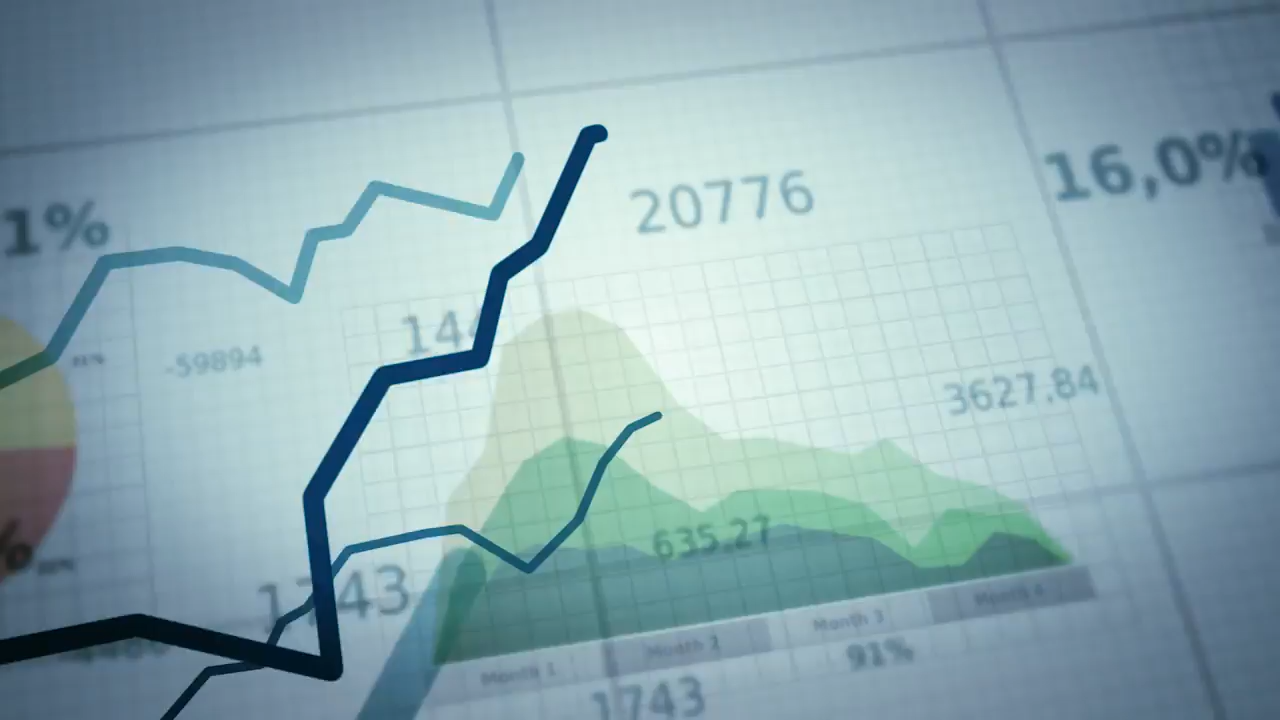 20776
16,0%
1%
144
-59894
3627.84
635.27
1743
Month 1
Month 2
Month 3
Month 4
91%
1743